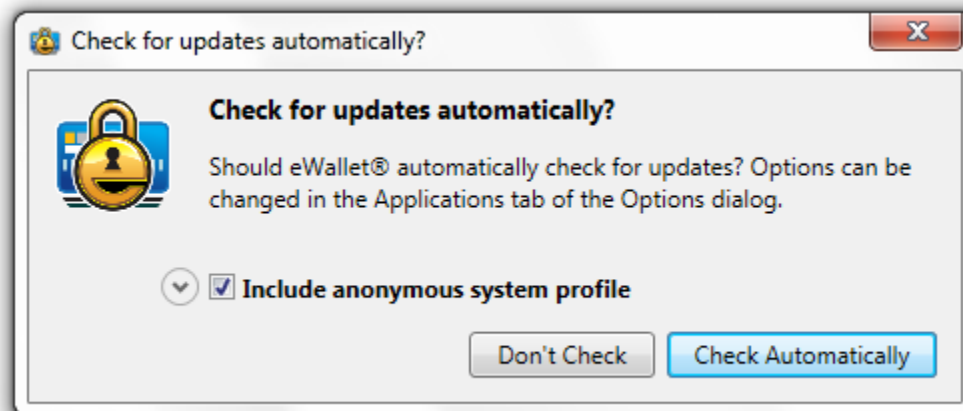 Check for updates automatically?
Check for updates automatically?
Should eWallet® automatically check for updates? Options can be
changed in the Applications tab of the Options dialog.
Include anonymous system profile
Don't Check Check Automatically